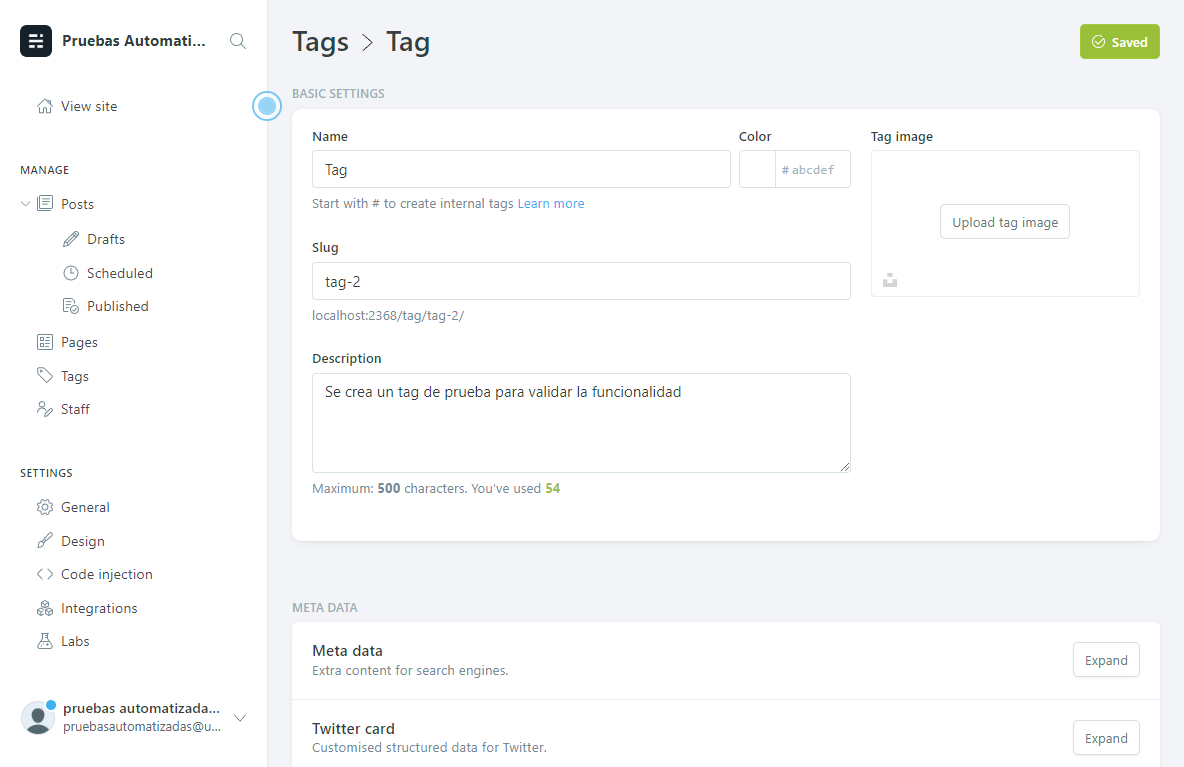 Pruebas Automati...
View site
MANAGE
Posts
Drafts
Scheduled
Published
Pages
Tags
Staff
SETTINGS
General
Design
Code injection
Integrations
Labs
pruebas automatizada...
pruebasautomatizadas@u...
Tags > Tag
Saved
BASIC SETTINGS
Name
Tag
Start with # to create internal tags Learn more
Color
# abcdef
Slug
tag-2
localhost:2368/tag/tag-2/
Description
Se crea un tag de prueba para validar la funcionalidad
Maximum: 500 characters. You've used 54
Tag image
Upload tag image
META DATA
Meta data
Extra content for search engines.
Expand
Twitter card
Customised structured data for Twitter.
Expand